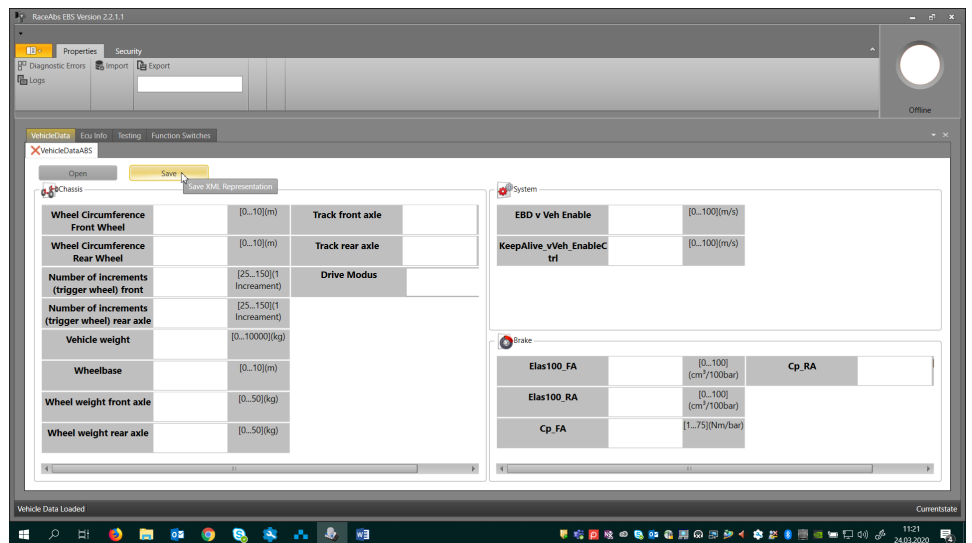 RaceAbs EBS Version 2.2.1.1
Properties Security
Diagnostic Errors Import Export
Logs
Offline
VehicleData Ecu Info Testing Function Switches
VehicleDataABS
Open Save
Save XML Representation
Chassis
Wheel Circumference
Front Wheel
[0...10](m)
Track front axle
Wheel Circumference
Rear Wheel
[0...10](m)
Track rear axle
Number of increments
(trigger wheel) front
[25...150](1
Increament)
Drive Modus
Number of increments
(trigger wheel) rear axle
[25...150](1
Increament)
Vehicle weight
[0...10000](kg)
Wheelbase
[0...10](m)
Wheel weight front axle
[0...50](kg)
Wheel weight rear axle
[0...50](kg)
System
EBD v Veh Enable
[0...100](m/s)
KeepAlive_vVeh_EnableC
trl
[0...100](m/s)
Brake
Elas100_FA
[0...100]
(cm³/100bar)
Cp_RA
Elas100_RA
[0...100]
(cm³/100bar)
Cp_FA
[1...75](Nm/bar)
Vehicle Data Loaded
Currentstate
11:21
24.03.2020